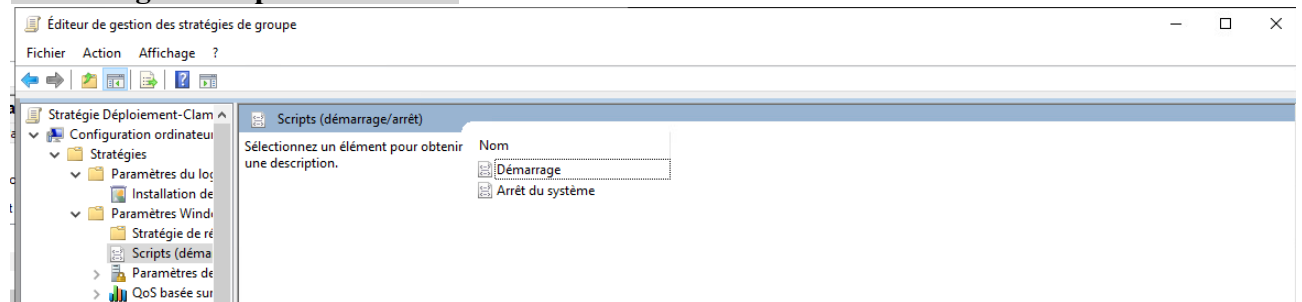 Éditeur de gestion des stratégies de groupe
Fichier Action Affichage ?
Stratégie Déploiement-Clam
Configuration ordinateu
Stratégies
Paramètres du log
Installation de
Paramètres Windo
Stratégie de ré
Scripts (déma
Paramètres de
QoS basée sur
Scripts (démarrage/arrêt)
Sélectionnez un élément pour obtenir
une description.
Nom
Démarrage
Arrêt du système